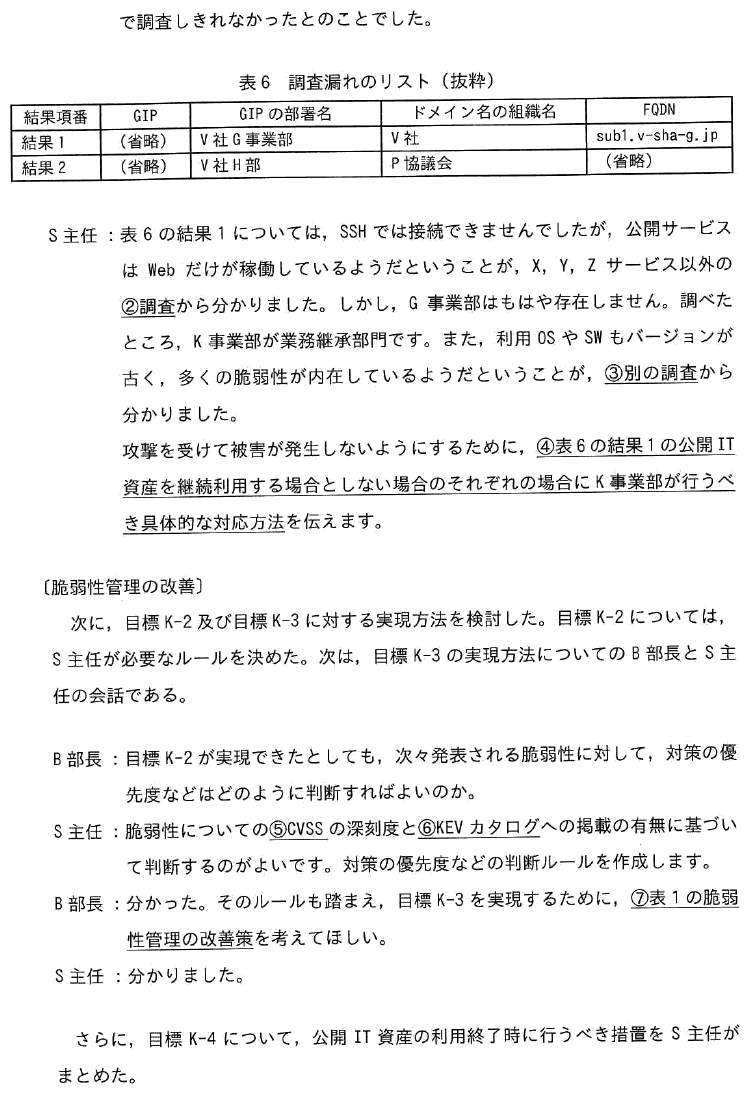 で調査しきれなかったとのことでした。
表6 調査漏れのリスト（抜粋）
結果項番 GIP GIPの部署名 ドメイン名の組織名 FQDN
結果1 （省略） V社G事業部 V社 sub1.v-sha-g.jp
結果2 （省略） V社H部 P協議会 （省略）
S主任：表6の結果1については，SSHでは接続できませんでしたが，公開サービス
はWebだけが稼働しているようだということが，X，Y，Zサービス以外の
②調査から分かりました。しかし，G事業部はもはや存在しません。調べた
ところ，K事業部が業務継承部門です。また，利用OSやSWもバージョンが
古く，多くの脆弱性が内在しているようだということが，③別の調査から
分かりました。
攻撃を受けて被害が発生しないようにするために，④表6の結果1の公開IT
資産を継続利用する場合としない場合のそれぞれの場合にK事業部が行うべ
き具体的な対応方法を伝えます。
〔脆弱性管理の改善〕
次に，目標K-2及び目標K-3に対する実現方法を検討した。目標K-2については，
S主任が必要なルールを決めた。次は，目標K-3の実現方法についてのB部長とS主
任の会話である。
B部長：目標K-2が実現できたとしても，次々発表される脆弱性に対して，対策の優
先度などはどのように判断すればよいのか。
S主任：脆弱性についての⑤CVSSの深刻度と⑥KEVカタログへの掲載の有無に基づい
て判断するのがよいです。対策の優先度などの判断ルールを作成します。
B部長：分かった。そのルールも踏まえ，目標K-3を実現するために，⑦表1の脆弱
性管理の改善策を考えてほしい。
S主任：分かりました。
さらに，目標K-4について，公開IT資産の利用終了時に行うべき措置をS主任が
まとめた。